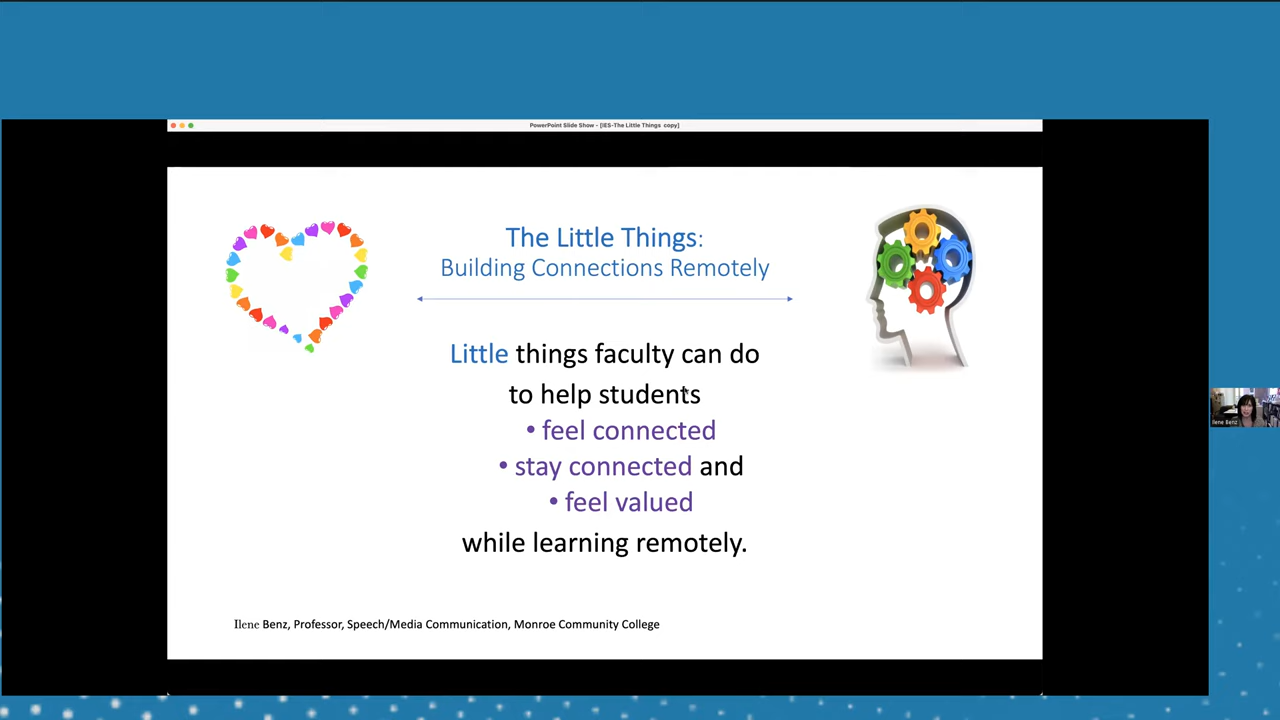 PowerPoint Slide Show - [IES-The Little Things copy]
The Little Things:
Building Connections Remotely
Little things faculty can do
to help students
• feel connected
• stay connected and
• feel valued
while learning remotely.
Ilene Benz
Ilene Benz, Professor, Speech/Media Communication, Monroe Community College